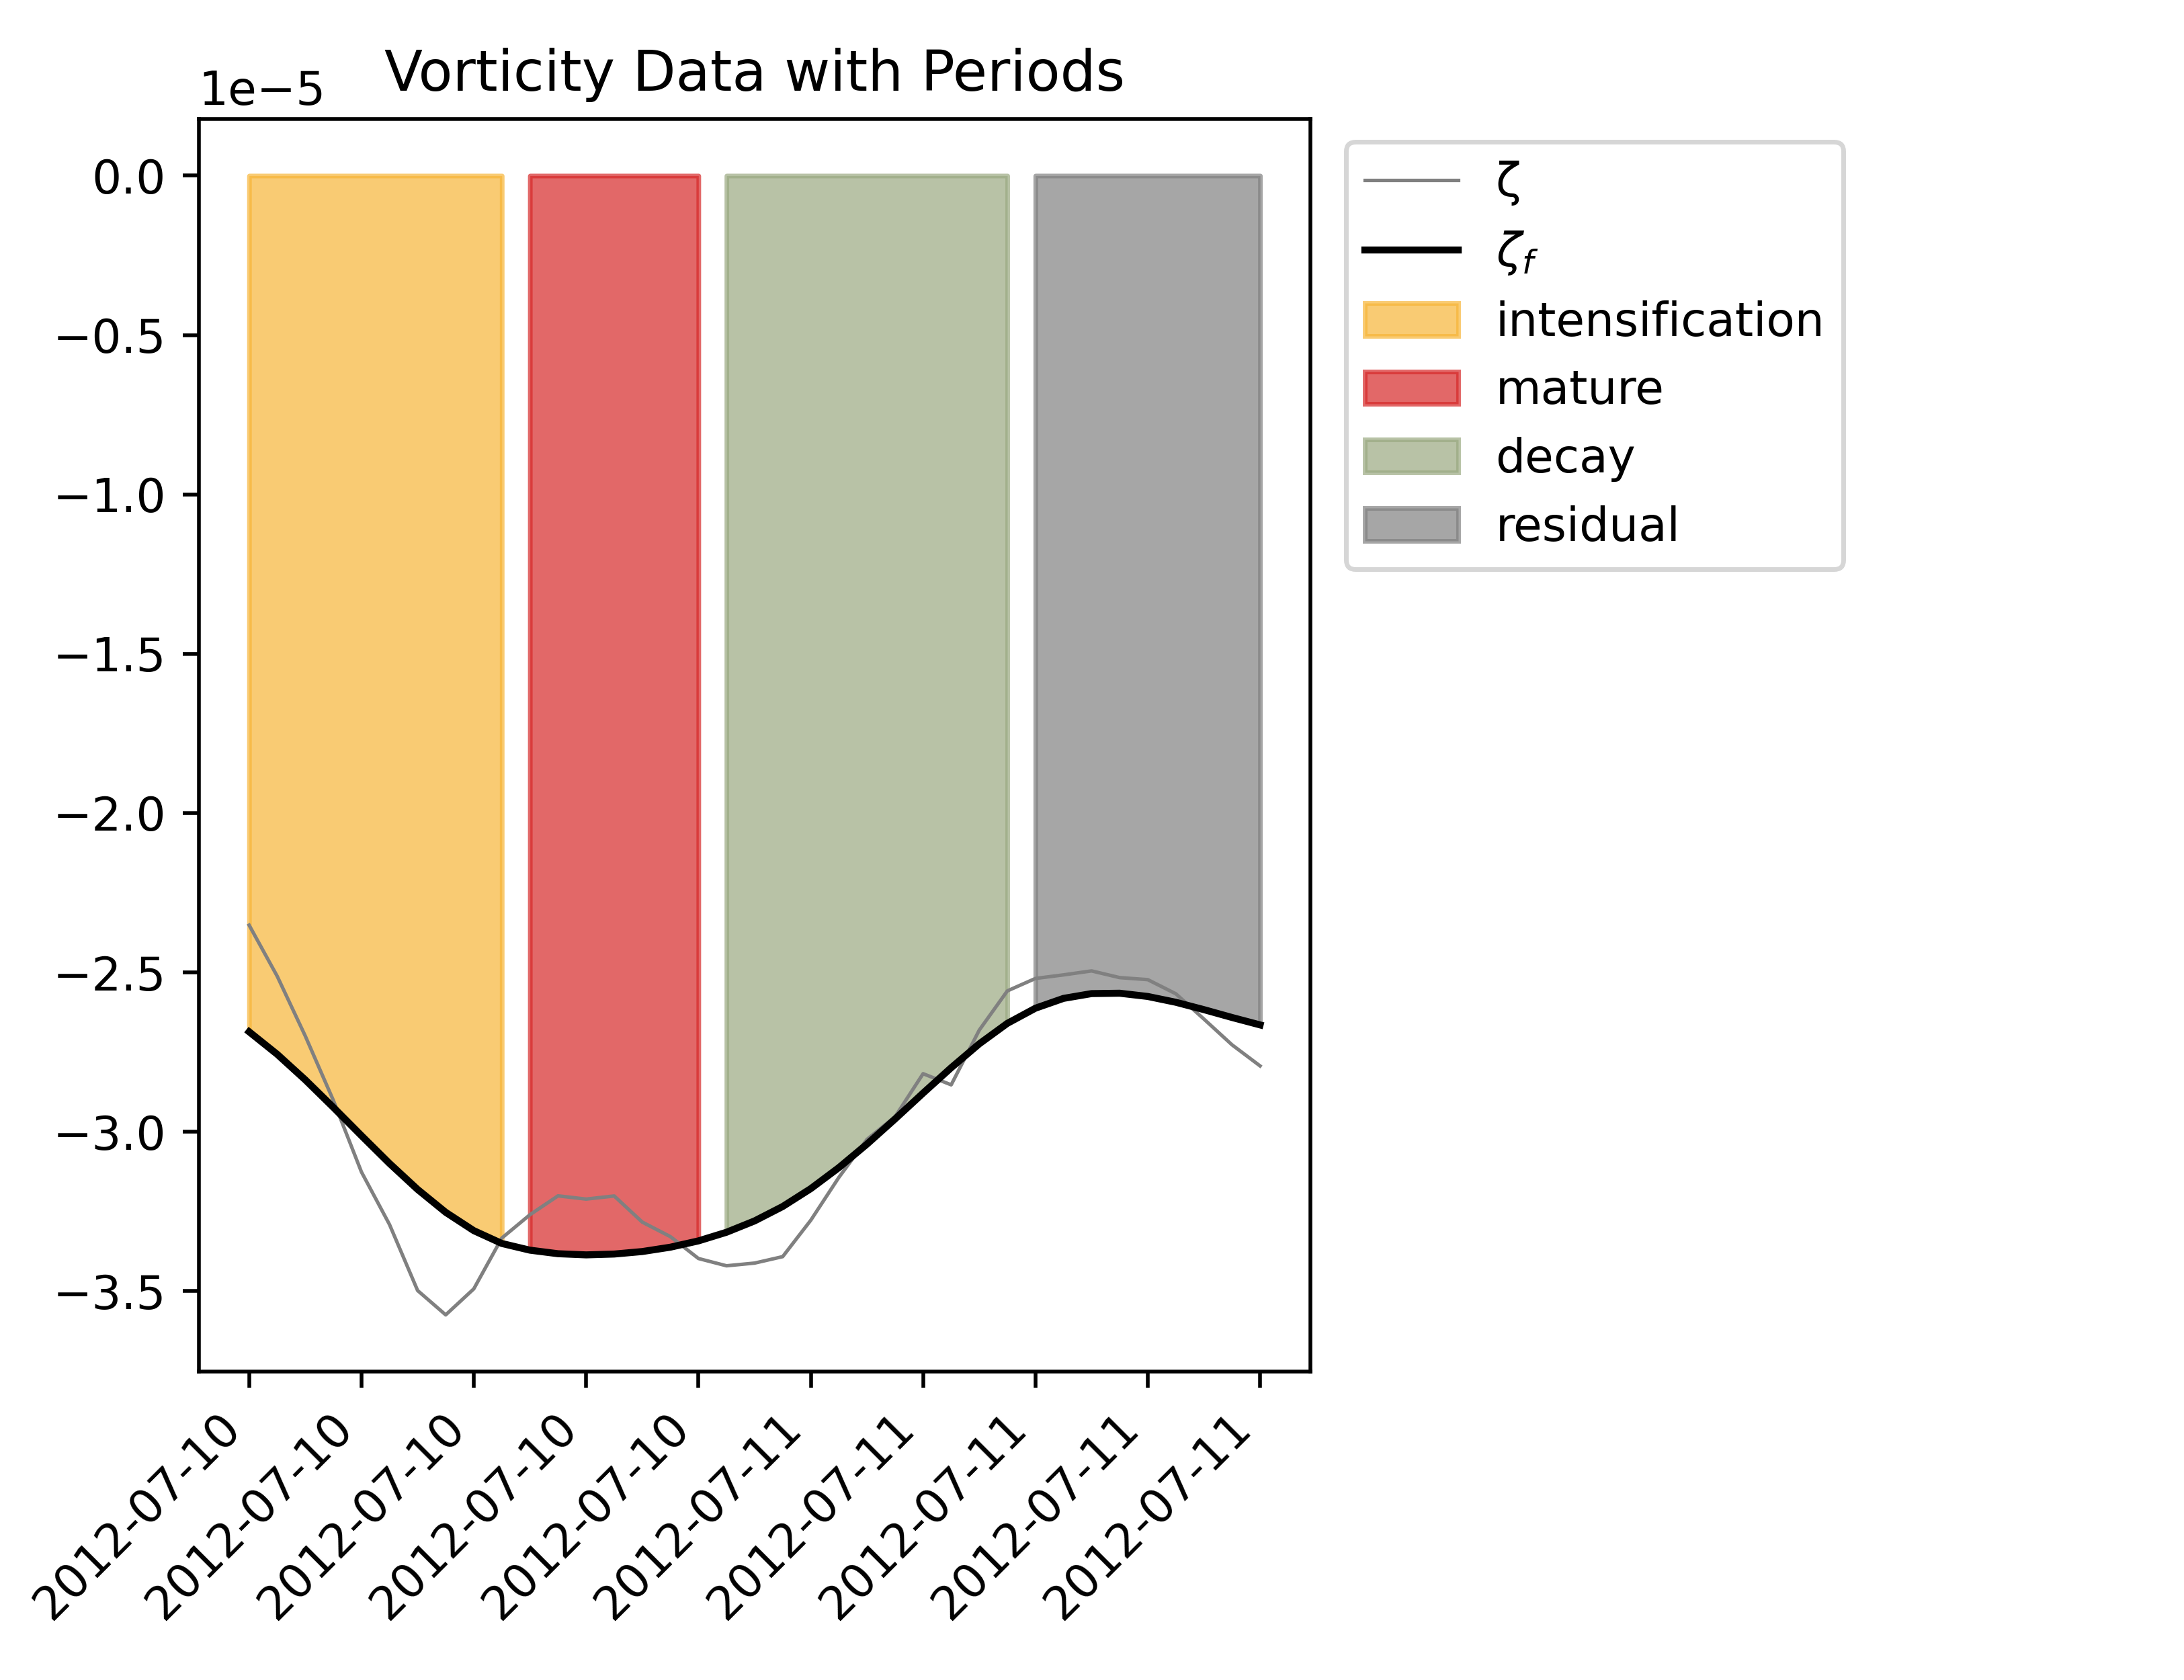 Vorticity Data with Periods
1e−5
0.0
−0.5
−1.0
−1.5
−2.0
−2.5
−3.0
−3.5
2012-07-10
2012-07-10
2012-07-10
2012-07-10
2012-07-10
2012-07-11
2012-07-11
2012-07-11
2012-07-11
2012-07-11
ζ
ζf
intensification
mature
decay
residual